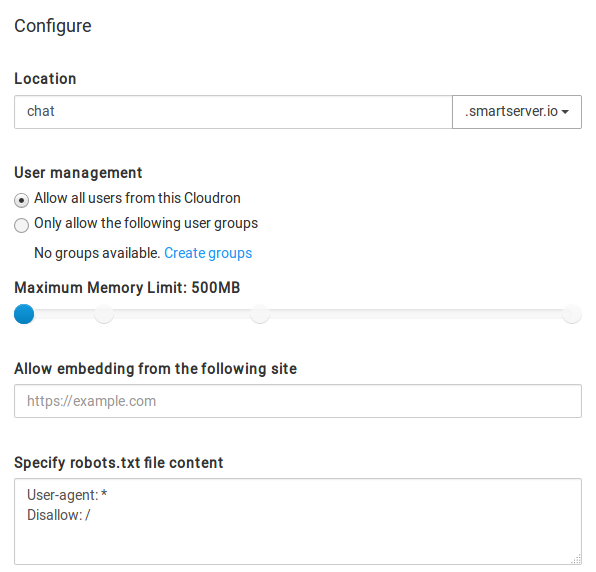 Configure
Location
chat .smartserver.io
User management
Allow all users from this Cloudron
Only allow the following user groups
No groups available. Create groups
Maximum Memory Limit: 500MB
Allow embedding from the following site
https://example.com
Specify robots.txt file content
User-agent: *
Disallow: /